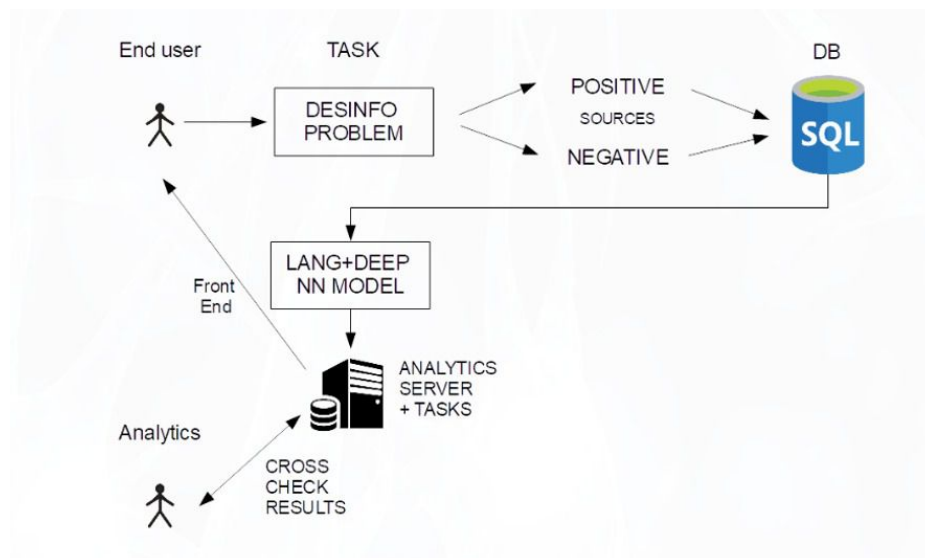 End user
TASK
DB
DESINFO
PROBLEM
POSITIVE
SOURCES
NEGATIVE
SQL
LANG+DEEP
NN MODEL
Front
End
ANALYTICS
SERVER
+ TASKS
Analytics
CROSS
CHECK
RESULTS